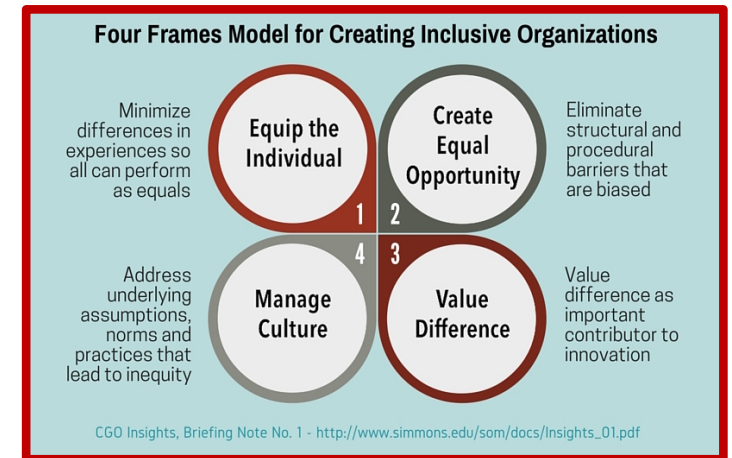 Four Frames Model for Creating Inclusive Organizations
Minimize
differences in
experiences so
all can perform
as equals
Equip the
Individual
1
Create
Equal
Opportunity
2
Eliminate
structural and
procedural
barriers that
are biased
Address
underlying
assumptions,
norms and
practices that
lead to inequity
4
Manage
Culture
3
Value
Difference
Value
difference as
important
contributor to
innovation
CGO Insights, Briefing Note No. 1 - http://www.simmons.edu/som/docs/Insights_01.pdf